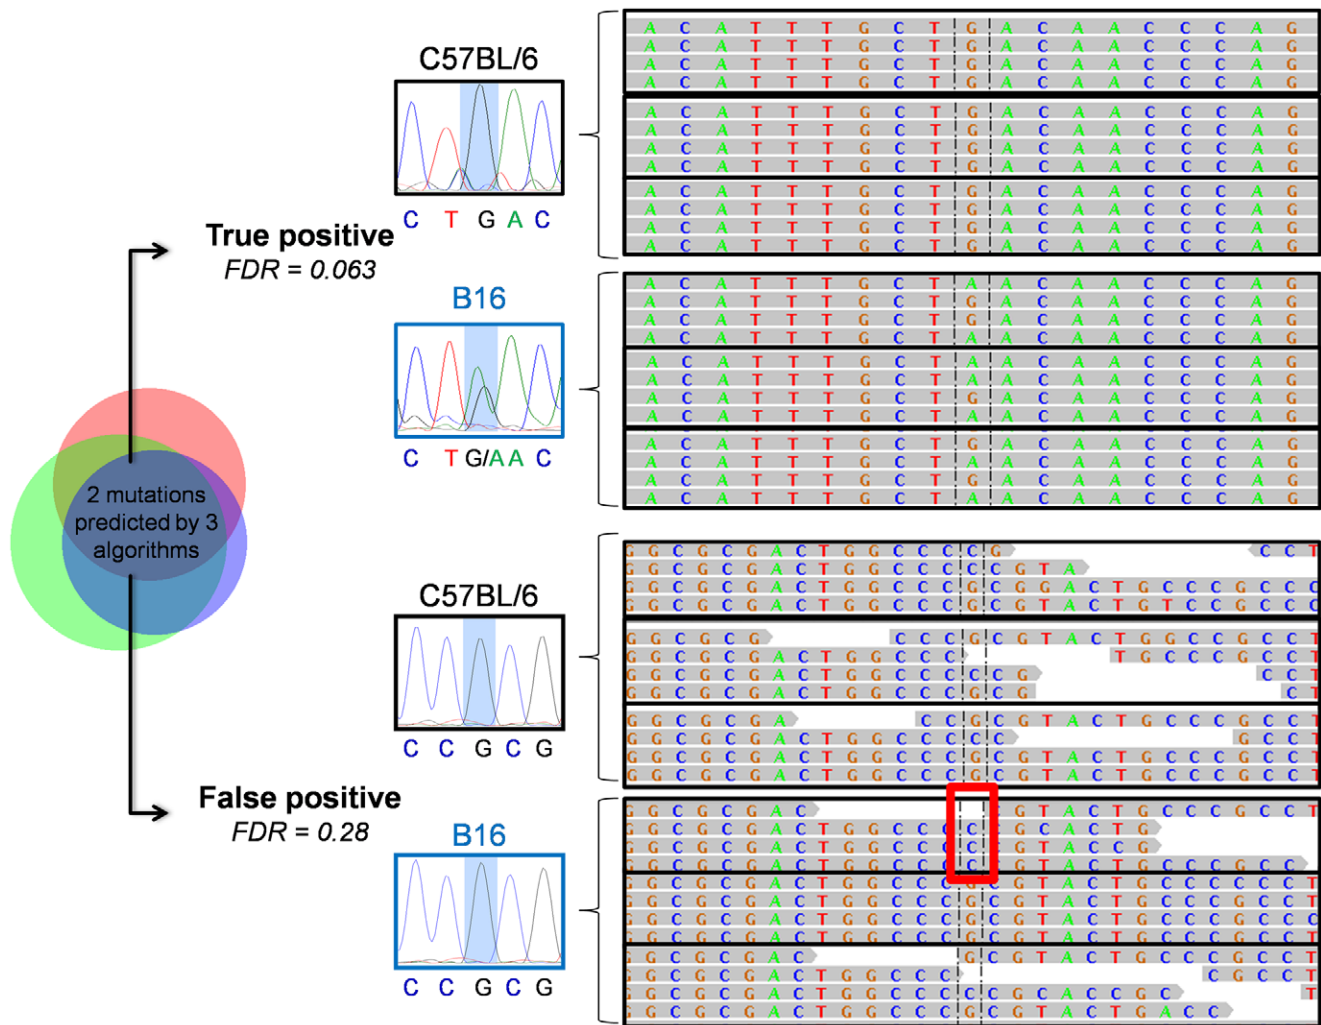 C57BL/6
C T G A C
A C A T T T G C T G A C A A C C C A G
A C A T T T G C T G A C A A C C C A G
A C A T T T G C T G A C A A C C C A G
A C A T T T G C T G A C A A C C C A G
A C A T T T G C T G A C A A C C C A G
A C A T T T G C T G A C A A C C C A G
A C A T T T G C T G A C A A C C C A G
A C A T T T G C T G A C A A C C C A G
A C A T T T G C T G A C A A C C C A G
A C A T T T G C T G A C A A C C C A G
A C A T T T G C T G A C A A C C C A G
A C A T T T G C T G A C A A C C C A G
True positive
FDR = 0.063
B16
C T G/A A C
A C A T T T G C T A A C A A C C C A G
A C A T T T G C T G A C A A C C C A G
A C A T T T G C T G A C A A C C C A G
A C A T T T G C T A A C A A C C C A G
A C A T T T G C T A A C A A C C C A G
A C A T T T G C T A A C A A C C C A G
A C A T T T G C T A A C A A C C C A G
A C A T T T G C T A A C A A C C C A G
A C A T T T G C T G A C A A C C C A G
A C A T T T G C T A A C A A C C C A G
A C A T T T G C T G A C A A C C C A G
A C A T T T G C T A A C A A C C C A G
2 mutations
predicted by 3
algorithms
C57BL/6
C C G C G
G G C G C G A C T G G C C C C G C C T
G G C G C G A C T G G C C C C C G T A
G G C G C G A C T G G C C C G C G G A C T G C C C G C C C
G G C G C G A C T G G C C C G C G T A C T G T C C G C C C
G G C G C G C C C G C G T A C T G G C C G C C T
G G C G C G A C T G G C C C T G C C C G C C T
G G C G C G A C T G G C C C C C G C C T
G G C G C G A C T G G C C C G C G C T
G G C G C G A C C G C G T A C T G C C C G C C T
G G C G C G A C T G G C C C C C G C C T
G G C G C G A C T G G C C C G C G T A C T G C C C G C C T
G G C G C G A C T G G C C C G C G T A C T G C C C G C C T
False positive
FDR = 0.28
B16
C C G C G
G G C G C G A C G T A C T G C C C G C C T
G G C G C G A C T G G C C C C G C A C T G
G G C G C G A C T G G C C C C G T A C C G
G G C G C G A C T G G C C C C G T A C T G C C C G C C
G G C G C G A C T G G C C C G C G T A C T G C C C C C C T
G G C G C G A C T G G C C C G C G T A C T G C C C G C C T
G G C G C G A C T G G C C C G C G T A C T G C C C G C C C
G G C G C G A C T G G C C C G C G T A C T G C C C G C C T
G G C G C G A C G C G T A C T G C C C G C C T
G G C G C G A C T G G C C C C G C C T
G G C G C G A C T G G C C C C C G C A C C G C T
G G C G C G A C T G G C C C G C G T A C T G A C C